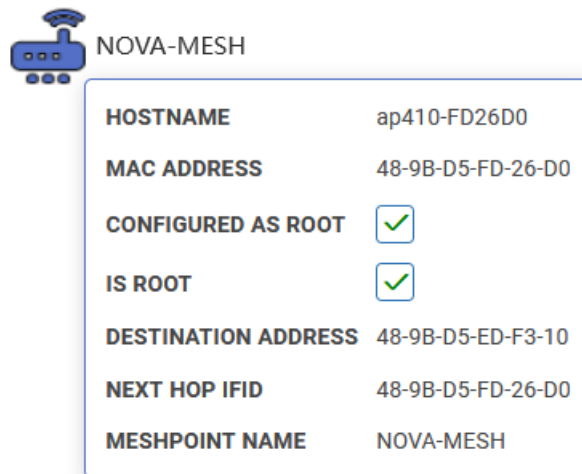 NOVA-MESH
HOSTNAME ap410-FD26D0
MAC ADDRESS 48-9B-D5-FD-26-D0
CONFIGURED AS ROOT
IS ROOT
DESTINATION ADDRESS 48-9B-D5-ED-F3-10
NEXT HOP IFID 48-9B-D5-FD-26-D0
MESHPOINT NAME NOVA-MESH